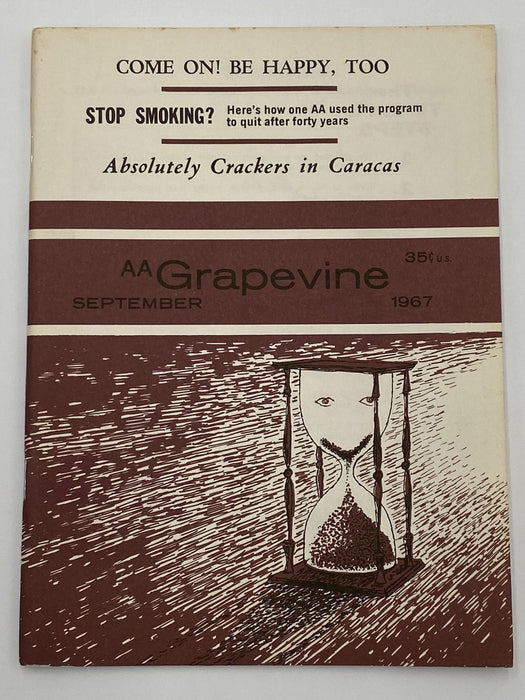 COME ON! BE HAPPY, TOO
STOP SMOKING? Here's how one AA used the program
to quit after forty years
Absolutely Crackers in Caracas
35¢ U.S.
AA Grapevine
SEPTEMBER 1967